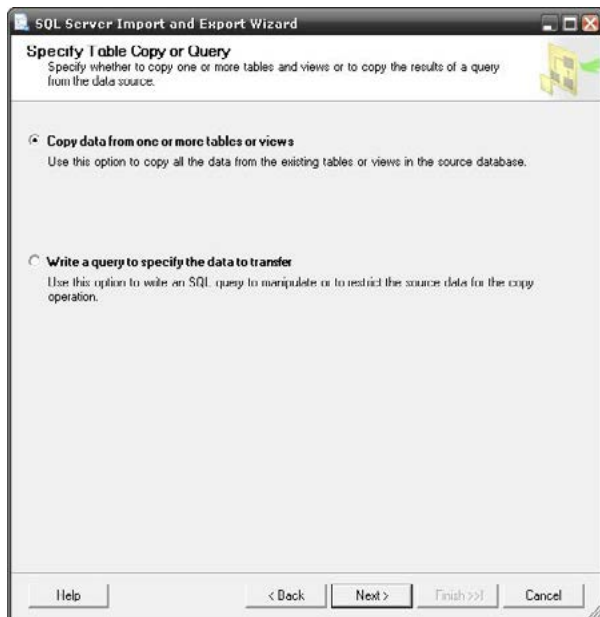 SQL Server Import and Export Wizard
Specify Table Copy or Query
Specify whether to copy one or more tables and views or to copy the results of a query
from the data source.
Copy data from one or more tables or views
Use this option to copy all the data from the existing tables or views in the source database.
Write a query to specify the data to transfer
Use this option to write an SQL query to manipulate or to restrict the source data for the copy
operation.
Help
< Back
Next >
Finish >>|
Cancel